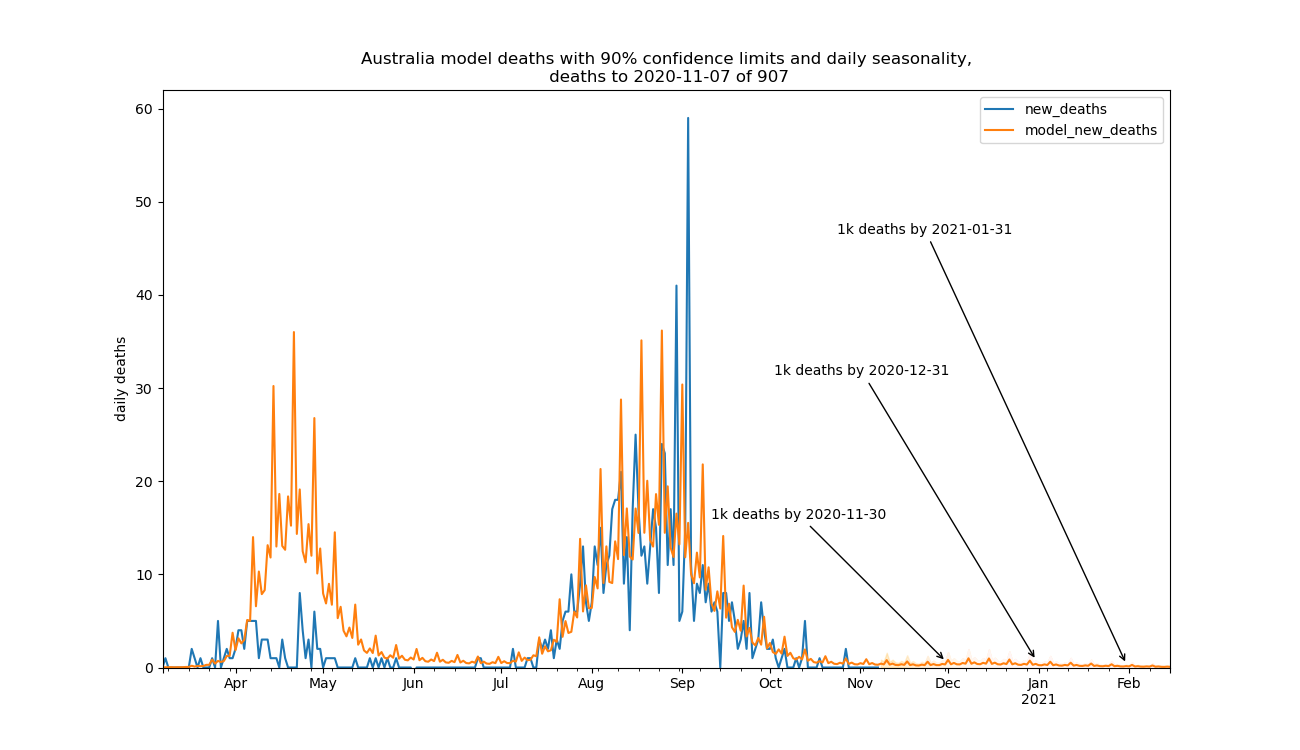 Australia model deaths with 90% confidence limits and daily seasonality,
deaths to 2020-11-07 of 907
new_deaths
model_new_deaths
60
50
40
30
20
10
0
daily deaths
1k deaths by 2021-01-31
1k deaths by 2020-12-31
1k deaths by 2020-11-30
Apr May Jun Jul Aug Sep Oct Nov Dec Jan Feb
2021